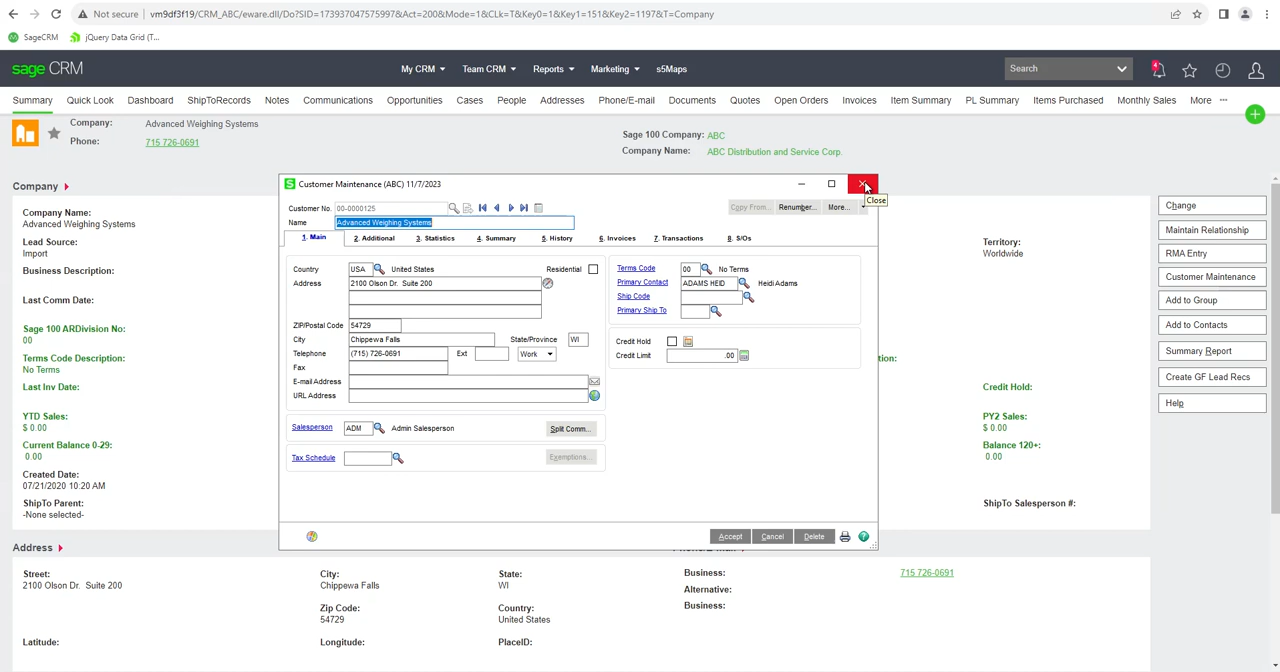 Not secure vm9df3f19/CRM_ABC/eware.dll/Do?SID=173937047575997&Act=200&Mode=1&CLk=T&Key0=1&Key1=151&Key2=1197&T=Company
SageCRM jQuery Data Grid (T...
sage CRM My CRM Team CRM Reports Marketing s5Maps Search 4
Summary Quick Look Dashboard ShipToRecords Notes Communications Opportunities Cases People Addresses Phone/E-mail Documents Quotes Open Orders Invoices Item Summary PL Summary Items Purchased Monthly Sales More ···
Company: Advanced Weighing Systems
Phone: 715 726-0691
Sage 100 Company: ABC
Company Name: ABC Distribution and Service Corp.
Company
Company Name:
Advanced Weighing Systems
Lead Source:
Import
Business Description:
Last Comm Date:
Sage 100 ARDivision No:
00
Terms Code Description:
No Terms
Last Inv Date:
YTD Sales:
$ 0.00
Current Balance 0-29:
0.00
Created Date:
07/21/2020 10:20 AM
ShipTo Parent:
-None selected-
Customer Maintenance (ABC) 11/7/2023
Close
Customer No. 00-0000125 Copy From... Renumber... More...
Name Advanced Weighing Systems
1. Main 2. Additional 3. Statistics 4. Summary 5. History 6. Invoices 7. Transactions 8. S/Os
Country USA United States Residential
Address 2100 Olson Dr. Suite 200
ZIP/Postal Code 54729
City Chippewa Falls State/Province WI
Telephone (715) 726-0691 Ext Work
Fax
E-mail Address
URL Address
Salesperson ADM Admin Salesperson Split Comm...
Tax Schedule Exemptions...
Terms Code 00 No Terms
Primary Contact ADAMS HEID Heidi Adams
Ship Code
Primary Ship To
Credit Hold
Credit Limit .00
Accept Cancel Delete
Territory:
Worldwide
tion:
Credit Hold:
PY2 Sales:
$ 0.00
Balance 120+:
0.00
ShipTo Salesperson #:
Change
Maintain Relationship
RMA Entry
Customer Maintenance
Add to Group
Add to Contacts
Summary Report
Create GF Lead Recs
Help
Address
Street:
2100 Olson Dr. Suite 200
City:
Chippewa Falls
State:
WI
Zip Code:
54729
Country:
United States
Latitude:
Longitude:
PlaceID:
Business: 715 726-0691
Alternative:
Business: